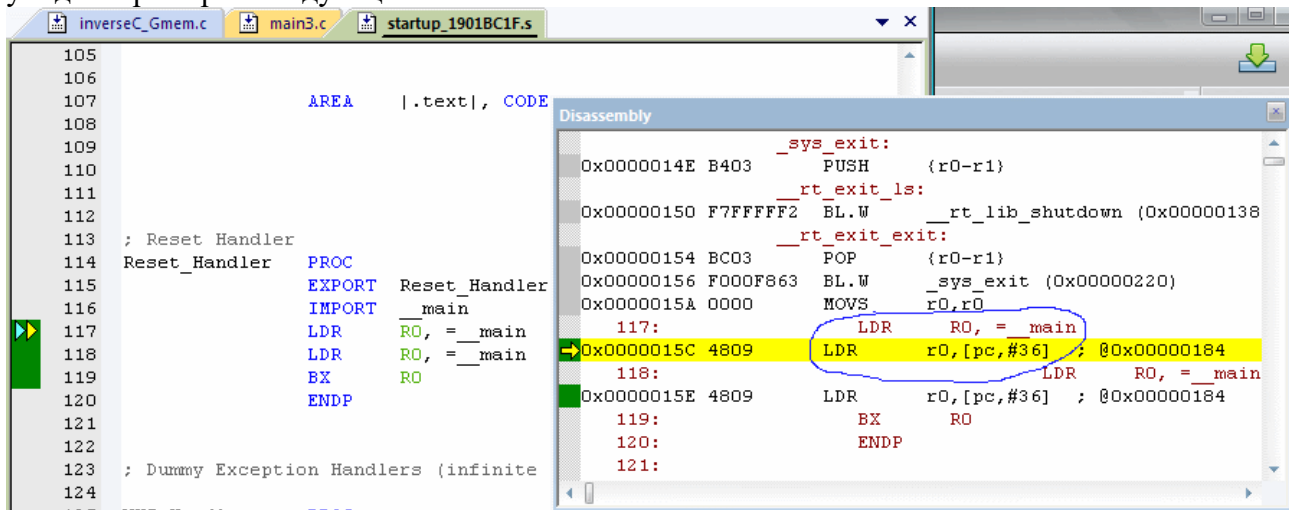 inverseC_Gmem.c main3.c startup_1901BC1F.s
105
106
107 AREA |.text|, CODE
108
109
110
111
112
113 ; Reset Handler
114 Reset_Handler PROC
115 EXPORT Reset_Handler
116 IMPORT __main
117 LDR R0, =__main
118 LDR R0, =__main
119 BX R0
120 ENDP
121
122
123 ; Dummy Exception Handlers (infinite
124
Disassembly
_sys_exit:
0x0000014E B403 PUSH {r0-r1}
__rt_exit_ls:
0x00000150 F7FFFFF2 BL.W __rt_lib_shutdown (0x00000138
__rt_exit_exit:
0x00000154 BC03 POP {r0-r1}
0x00000156 F000F863 BL.W _sys_exit (0x00000220)
0x0000015A 0000 MOVS r0,r0
117: LDR R0, =__main
0x0000015C 4809 LDR r0,[pc,#36] ; @0x00000184
118: LDR R0, =__main
0x0000015E 4809 LDR r0,[pc,#36] ; @0x00000184
119: BX R0
120: ENDP
121: